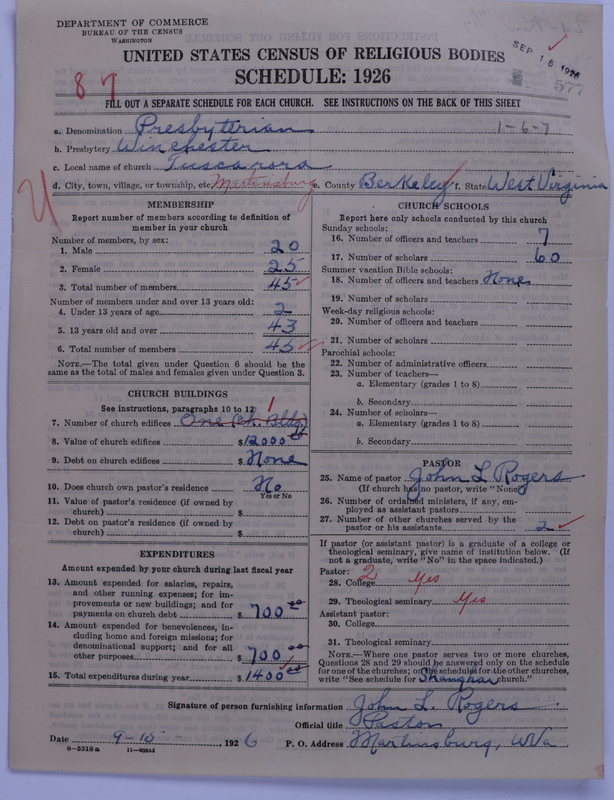 DEPARTMENT OF COMMERCE
BUREAU OF THE CENSUS
WASHINGTON
UNITED STATES CENSUS OF RELIGIOUS BODIES
SCHEDULE: 1926
SEP 16 1926
577
87
FILL OUT A SEPARATE SCHEDULE FOR EACH CHURCH. SEE INSTRUCTIONS ON THE BACK OF THIS SHEET
a. Denomination Presbyterian 1-6-7
b. Presbytery Winchester
c. Local name of church Tuscarora
d. City, town, village, or township, etc. Martinsburg e. County Berkeley f. State West Virginia
MEMBERSHIP
Report number of members according to definition of
member in your church
Number of members, by sex:
1. Male 20
2. Female 25
3. Total number of members 45
Number of members under and over 13 years old:
4. Under 13 years of age 2
5. 13 years old and over 43
6. Total number of members 45
NOTE.—The total given under Question 6 should be
same as the total of males and females given under Question 3.
CHURCH BUILDINGS
See instructions, paragraphs 10 to 12
7. Number of church edifices One Ch. Bldg. 1
8. Value of church edifices $12000 00
9. Debt on church edifices $ None
10. Does church own pastor's residence No
Yes or No
11. Value of pastor's residence (if owned by
church) $
12. Debt on pastor's residence (if owned by
church) $
EXPENDITURES
Amount expended by your church during last fiscal year
13. Amount expended for salaries, repairs,
and other running expenses; for im-
provements or new buildings; and for
payments on church debt $700 00
14. Amount expended for benevolences, in-
cluding home and foreign missions; for
denominational support; and for all
other purposes $700 00
15. Total expenditures during year $1400 00
CHURCH SCHOOLS
Report here only schools conducted by this church
Sunday schools:
16. Number of officers and teachers 7
17. Number of scholars 60
Summer vacation Bible schools:
18. Number of officers and teachers None
19. Number of scholars
Week-day religious schools:
20. Number of officers and teachers
21. Number of scholars
Parochial schools:
22. Number of administrative officers
23. Number of teachers—
a. Elementary (grades 1 to 8)
b. Secondary
24. Number of scholars—
a. Elementary (grades 1 to 8)
b. Secondary
PASTOR
25. Name of pastor John L Rogers
(If church has no pastor, write "None")
26. Number of ordained ministers, if any, em-
ployed as assistant pastors
27. Number of other churches served by the
pastor or his assistants 2
If pastor (or assistant pastor) is a graduate of a college or
theological seminary, give name of institution below. (If
not a graduate, write "No" in the space indicated.)
Pastor: 2
28. College Yes
29. Theological seminary Yes
Assistant pastor:
30. College
31. Theological seminary
NOTE.—Where one pastor serves two or more churches,
Questions 28 and 29 should be answered only on the schedule
for one of the churches; on the schedule for the other churches,
write "See schedule for Shanghai church."
Signature of person furnishing information John L. Rogers
Official title Pastor
Date 9-15-, 1926 P. O. Address Martinsburg, W Va
8-5518a 11-9044d